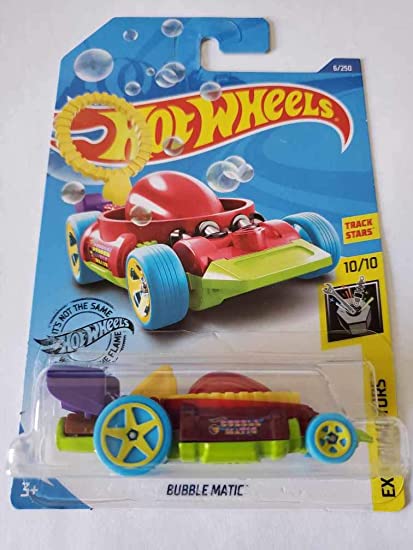 6/250
HOT WHEELS
TRACK
STARS
10/10
IT'S NOT THE SAME
HOT WHEELS
FLAME
BUBBLE
MATIC
EX
TORS
BUBBLE MATIC
3+